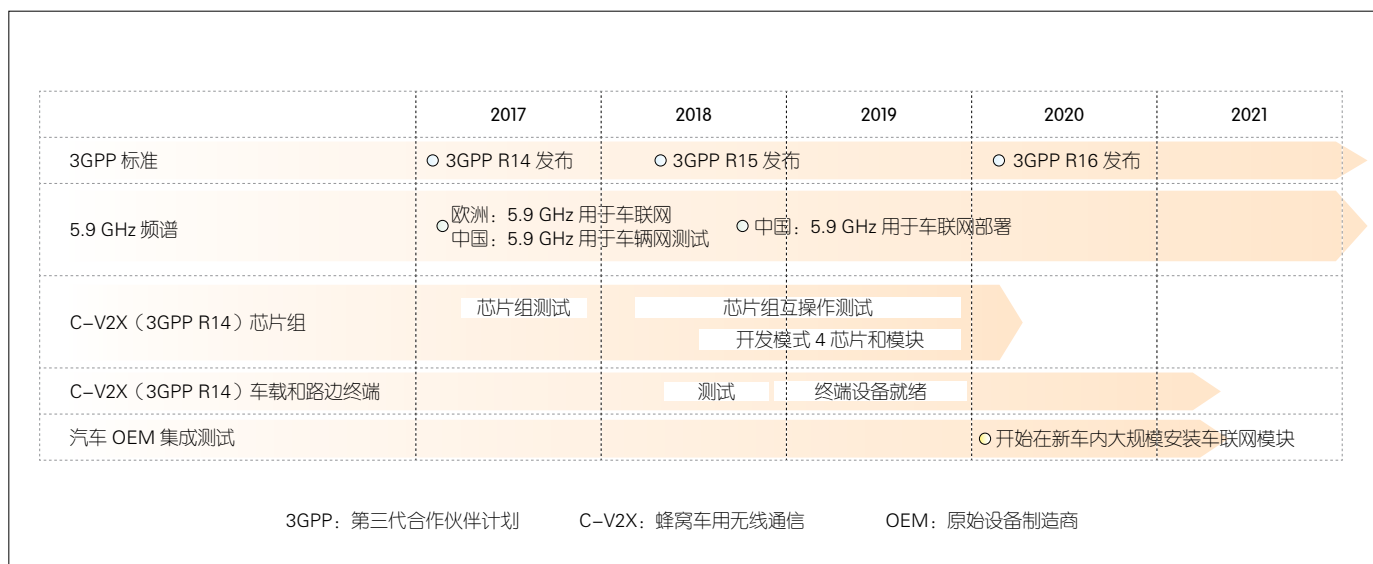 2017 2018 2019 2020 2021
3GPP 标准 3GPP R14 发布 3GPP R15 发布 3GPP R16 发布
5.9 GHz 频谱
欧洲：5.9 GHz 用于车联网
中国：5.9 GHz 用于车辆网测试
中国：5.9 GHz 用于车联网部署
C-V2X（3GPP R14）芯片组
芯片组测试 芯片组互操作测试
开发模式 4 芯片和模块
C-V2X（3GPP R14）车载和路边终端 测试 终端设备就绪
汽车 OEM 集成测试 开始在新车内大规模安装车联网模块
3GPP：第三代合作伙伴计划 C-V2X：蜂窝车用无线通信 OEM：原始设备制造商